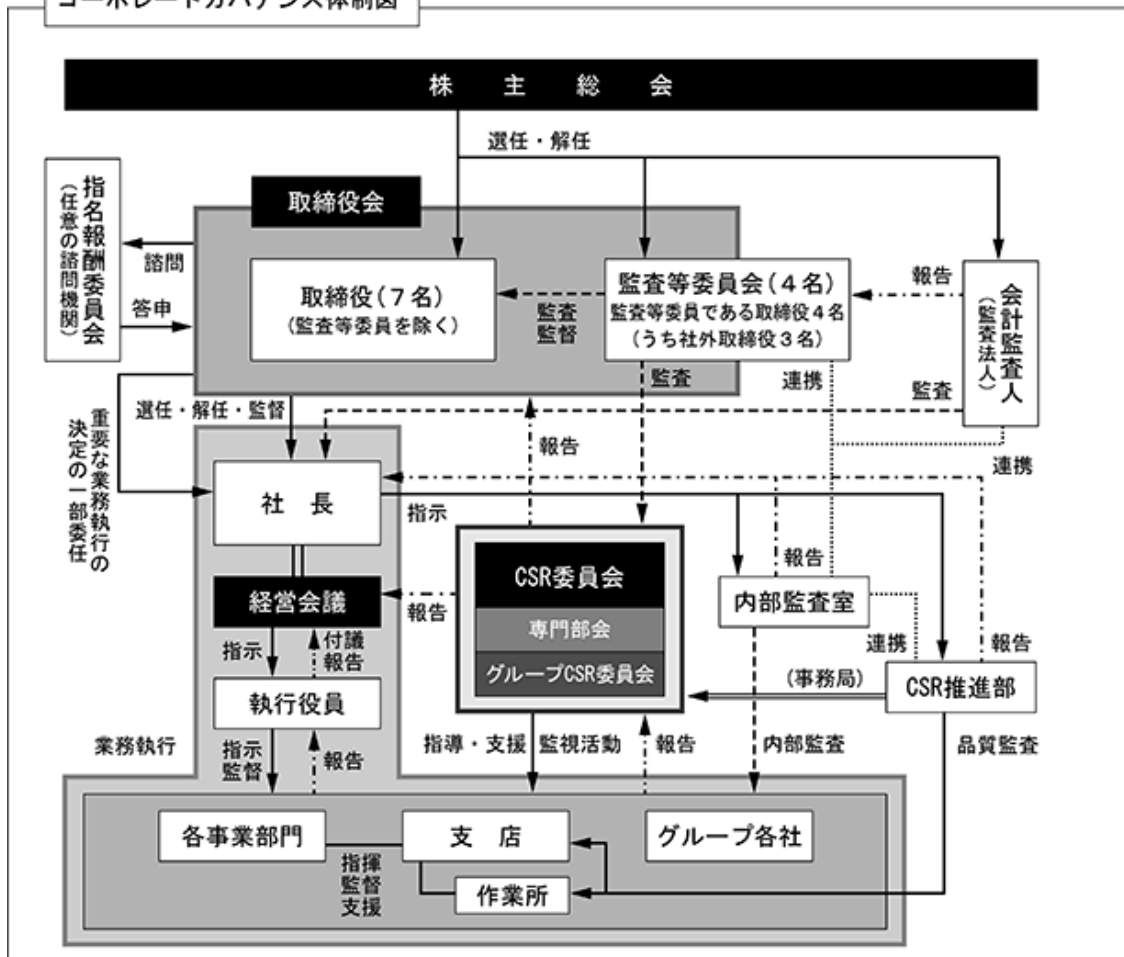 コーポレートガバナンス体制図
株主総会
選任・解任
指名報酬委員会
(任意の諮問機関)
諮問
答申
取締役会
取締役(7名)
(監査等委員を除く)
監査
監督
監査等委員会(4名)
監査等委員である取締役4名
(うち社外取締役3名)
報告
会計監査人
(監査法人)
監査
連携
監査
連携
重要な業務執行の
決定の一部委任
選任・解任・監督
報告
社長
指示
経営会議
報告
CSR委員会
専門部会
グループCSR委員会
報告
内部監査室
連携
報告
指示
付議
報告
執行役員
(事務局)
CSR推進部
業務執行
指示
監督
報告
指導・支援
監視活動
報告
内部監査
品質監査
各事業部門
支店
グループ各社
指揮
監督
支援
作業所